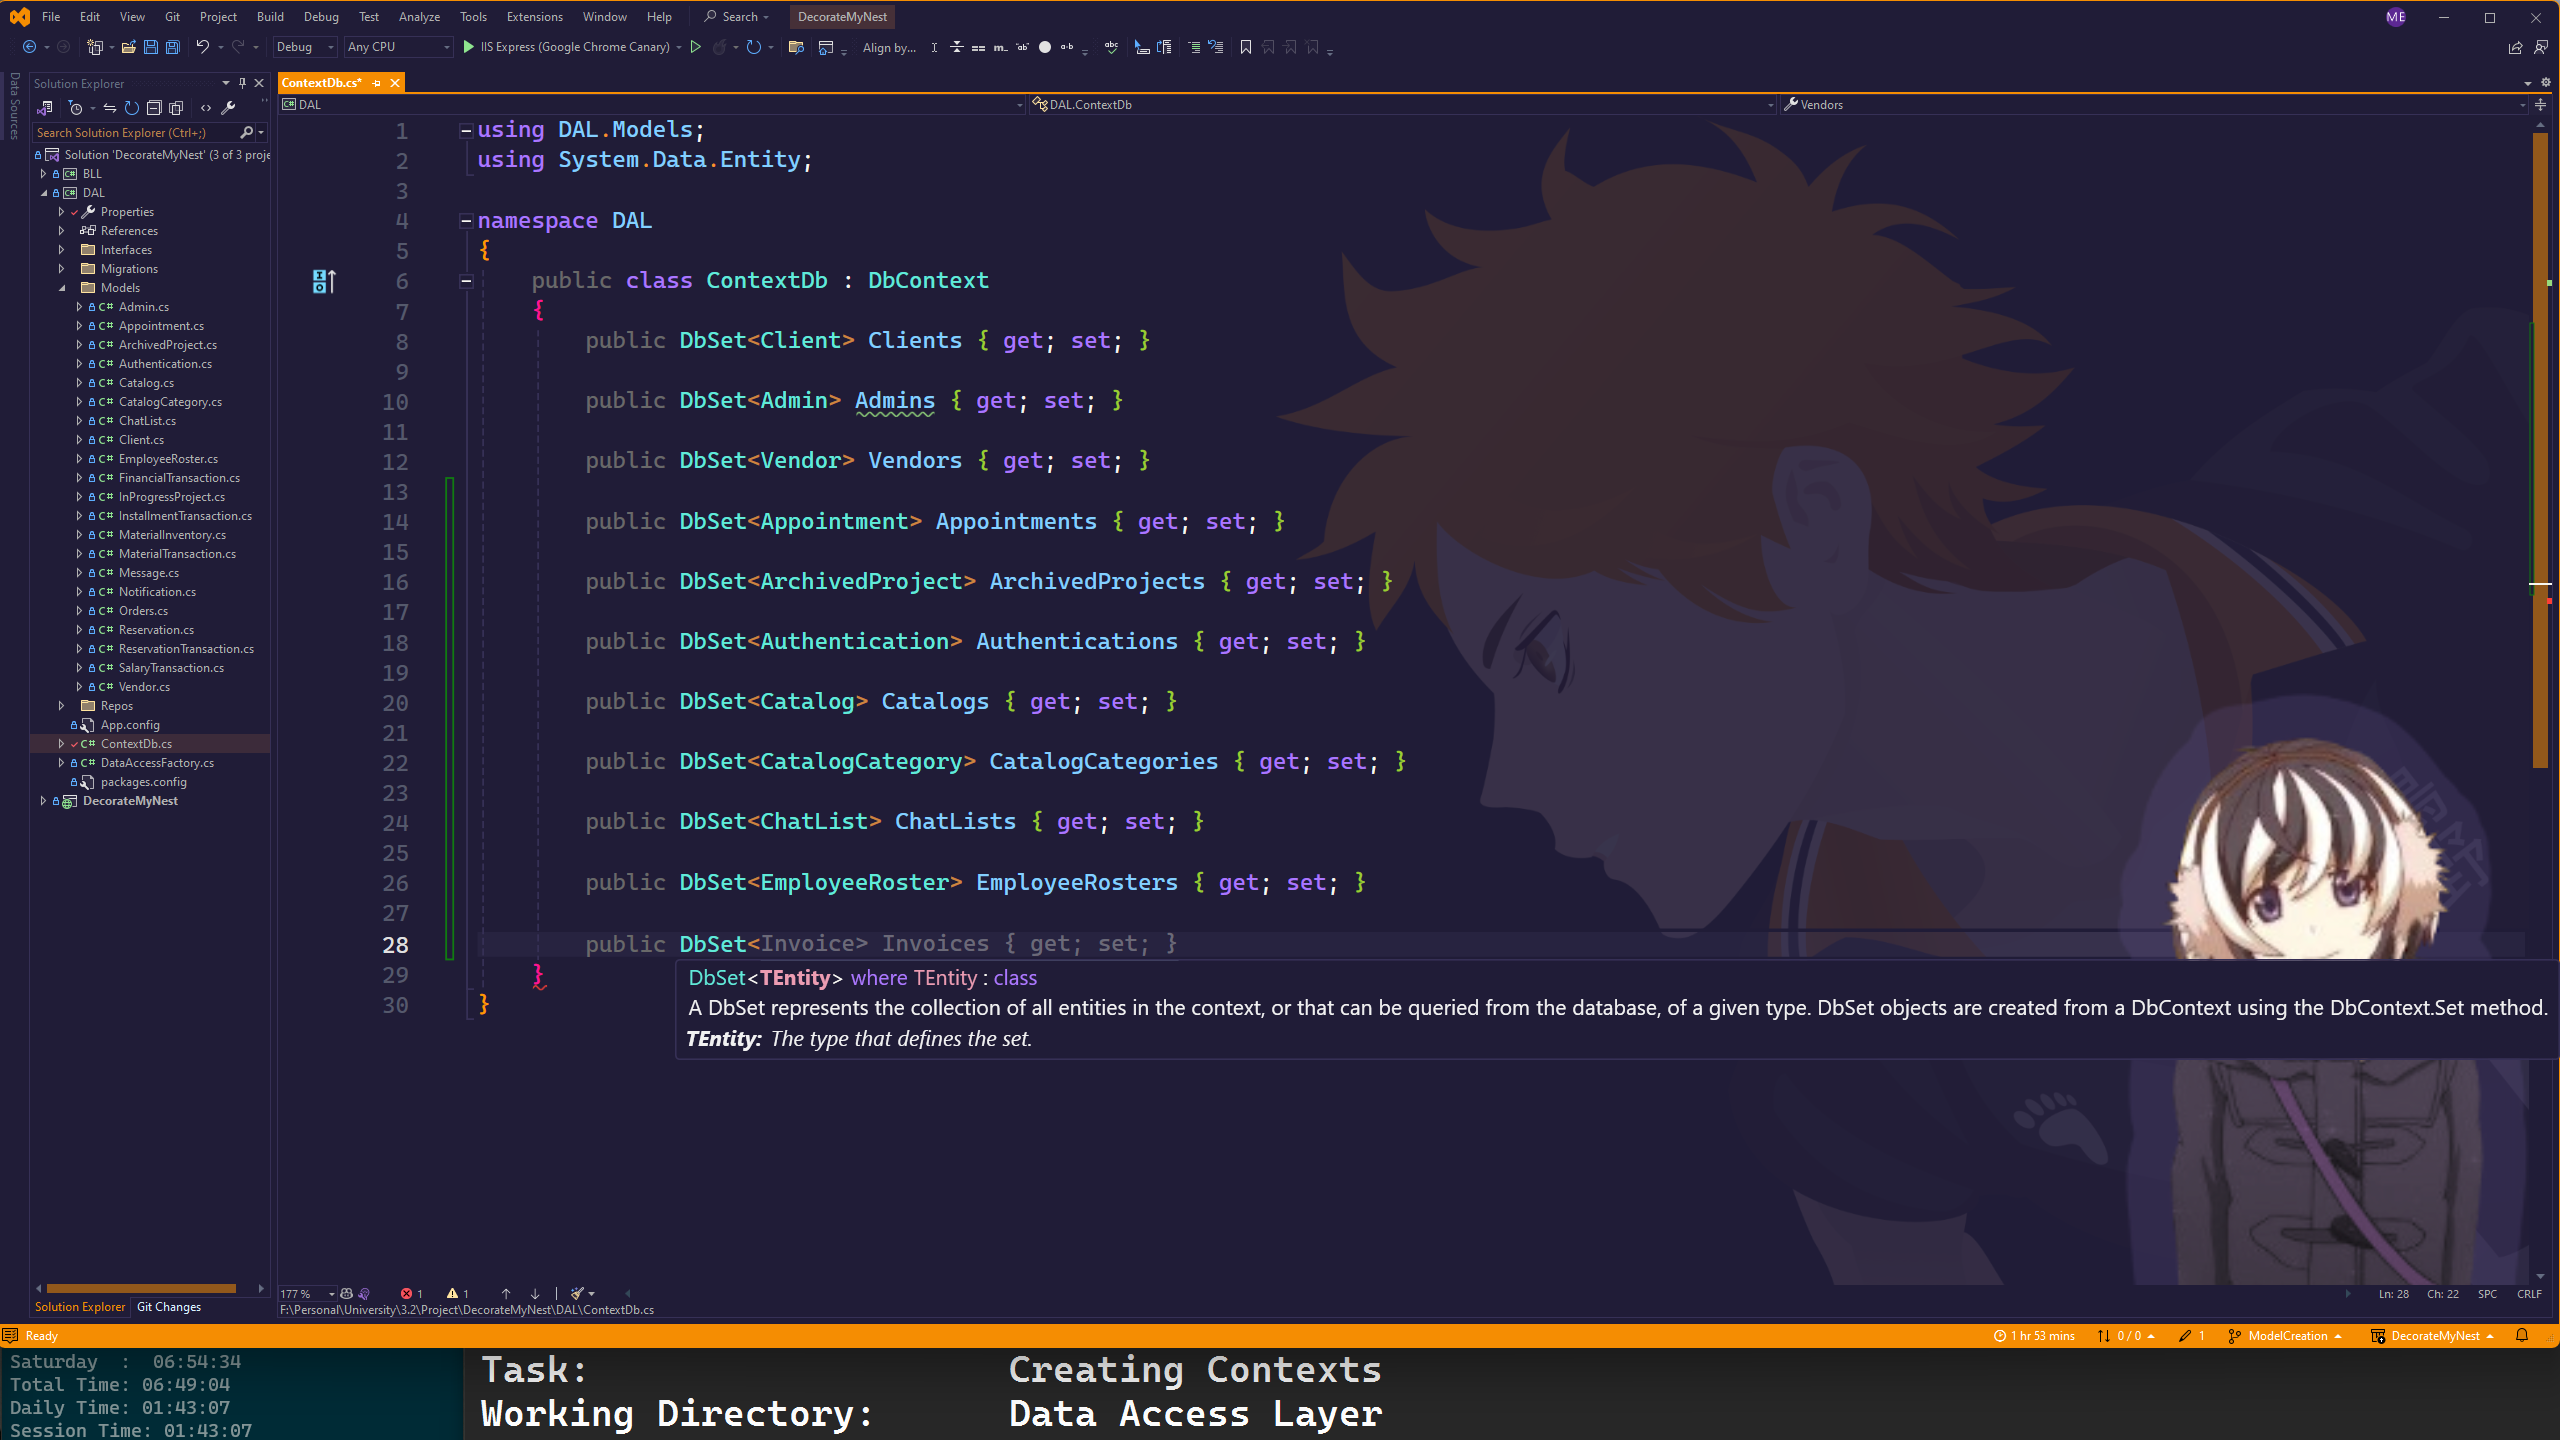 File Edit View Git Project Build Debug Test Analyze Tools Extensions Window Help Search DecorateMyNest ME
Debug Any CPU IIS Express (Google Chrome Canary) Align by...
Data Sources
Solution Explorer
ContextDb.cs*
DAL DAL.ContextDb Vendors
Search Solution Explorer (Ctrl+;)
Solution 'DecorateMyNest' (3 of 3 proje
BLL
DAL
Properties
References
Interfaces
Migrations
Models
C# Admin.cs
C# Appointment.cs
C# ArchivedProject.cs
C# Authentication.cs
C# Catalog.cs
C# CatalogCategory.cs
C# ChatList.cs
C# Client.cs
C# EmployeeRoster.cs
C# FinancialTransaction.cs
C# InProgressProject.cs
C# InstallmentTransaction.cs
C# MaterialInventory.cs
C# MaterialTransaction.cs
C# Message.cs
C# Notification.cs
C# Orders.cs
C# Reservation.cs
C# ReservationTransaction.cs
C# SalaryTransaction.cs
C# Vendor.cs
Repos
App.config
C# ContextDb.cs
C# DataAccessFactory.cs
packages.config
DecorateMyNest
Solution Explorer Git Changes
1 using DAL.Models;
2 using System.Data.Entity;
3
4 namespace DAL
5 {
6 public class ContextDb : DbContext
7 {
8 public DbSet<Client> Clients { get; set; }
9
10 public DbSet<Admin> Admins { get; set; }
11
12 public DbSet<Vendor> Vendors { get; set; }
13
14 public DbSet<Appointment> Appointments { get; set; }
15
16 public DbSet<ArchivedProject> ArchivedProjects { get; set; }
17
18 public DbSet<Authentication> Authentications { get; set; }
19
20 public DbSet<Catalog> Catalogs { get; set; }
21
22 public DbSet<CatalogCategory> CatalogCategories { get; set; }
23
24 public DbSet<ChatList> ChatLists { get; set; }
25
26 public DbSet<EmployeeRoster> EmployeeRosters { get; set; }
27
28 public DbSet<Invoice> Invoices { get; set; }
29 }
30 }
DbSet<TEntity> where TEntity : class
A DbSet represents the collection of all entities in the context, or that can be queried from the database, of a given type. DbSet objects are created from a DbContext using the DbContext.Set method.
TEntity: The type that defines the set.
177 % 1 1 Ln: 28 Ch: 22 SPC CRLF
F:\Personal\University\3.2\Project\DecorateMyNest\DAL\ContextDb.cs
Ready 1 hr 53 mins 0 / 0 1 ModelCreation DecorateMyNest
Saturday : 06:54:34
Total Time: 06:49:04
Daily Time: 01:43:07
Session Time: 01:43:07
Task: Creating Contexts
Working Directory: Data Access Layer